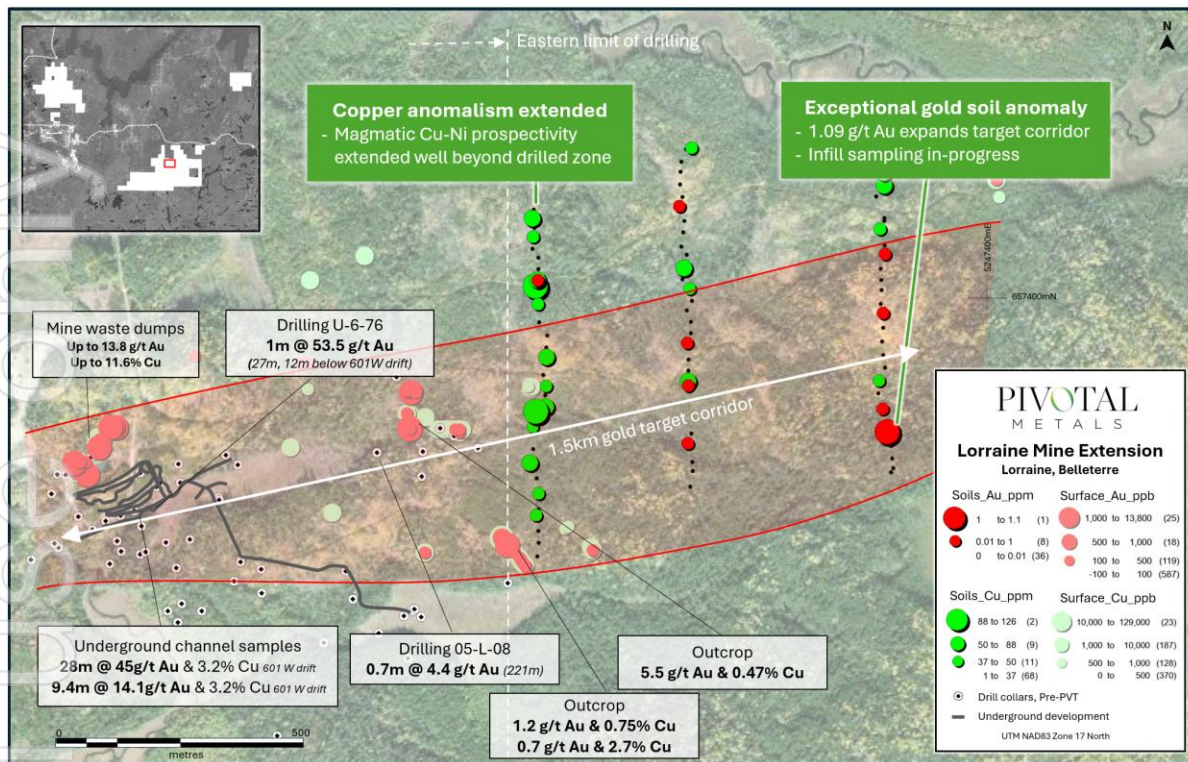 Eastern limit of drilling
N
Copper anomalism extended
- Magmatic Cu-Ni prospectivity
extended well beyond drilled zone
Exceptional gold soil anomaly
- 1.09 g/t Au expands target corridor
- Infill sampling in-progress
5247400mE
657400mN
Mine waste dumps
Up to 13.8 g/t Au
Up to 11.6% Cu
Drilling U-6-76
1m @ 53.5 g/t Au
(27m, 12m below 601W drift)
1.5km gold target corridor
Underground channel samples
28m @ 45g/t Au & 3.2% Cu 601 W drift
9.4m @ 14.1g/t Au & 3.2% Cu 601 W drift
Drilling 05-L-08
0.7m @ 4.4 g/t Au (221m)
Outcrop
5.5 g/t Au & 0.47% Cu
Outcrop
1.2 g/t Au & 0.75% Cu
0.7 g/t Au & 2.7% Cu
0 500
metres
PIVOTAL
METALS
Lorraine Mine Extension
Lorraine, Belleterre
Soils_Au_ppm
1 to 1.1 (1)
0.01 to 1 (8)
0 to 0.01 (36)
Surface_Au_ppb
1,000 to 13,800 (25)
500 to 1,000 (18)
100 to 500 (119)
-100 to 100 (587)
Soils_Cu_ppm
88 to 126 (2)
50 to 88 (9)
37 to 50 (11)
1 to 37 (68)
Surface_Cu_ppb
10,000 to 129,000 (23)
1,000 to 10,000 (187)
500 to 1,000 (128)
0 to 500 (370)
Drill collars, Pre-PVT
Underground development
UTM NAD83 Zone 17 North